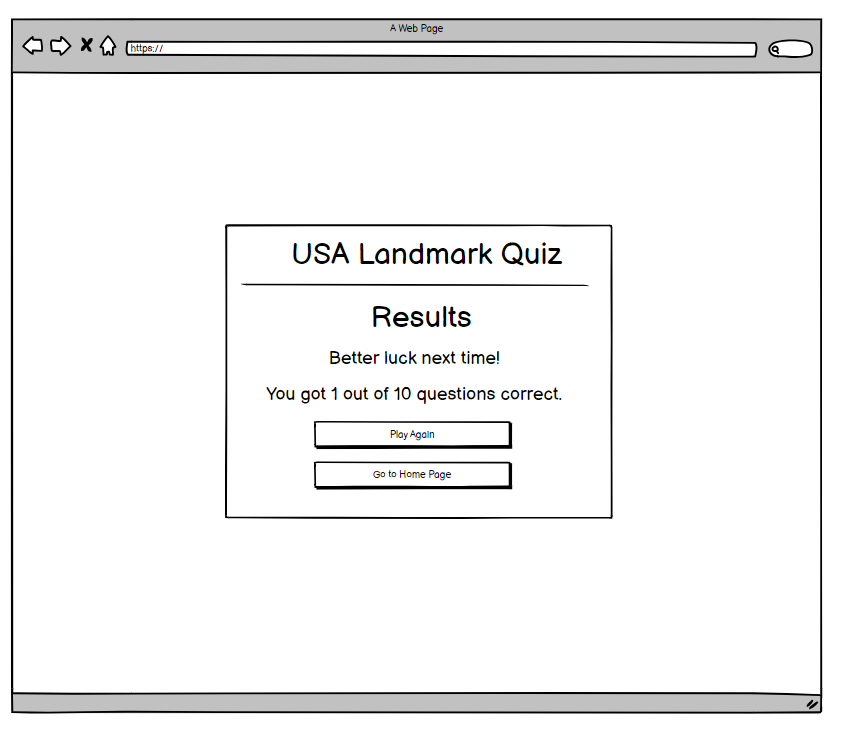 A Web Page
https://
USA Landmark Quiz
Results
Better luck next time!
You got 1 out of 10 questions correct.
Play Again
Go to Home Page